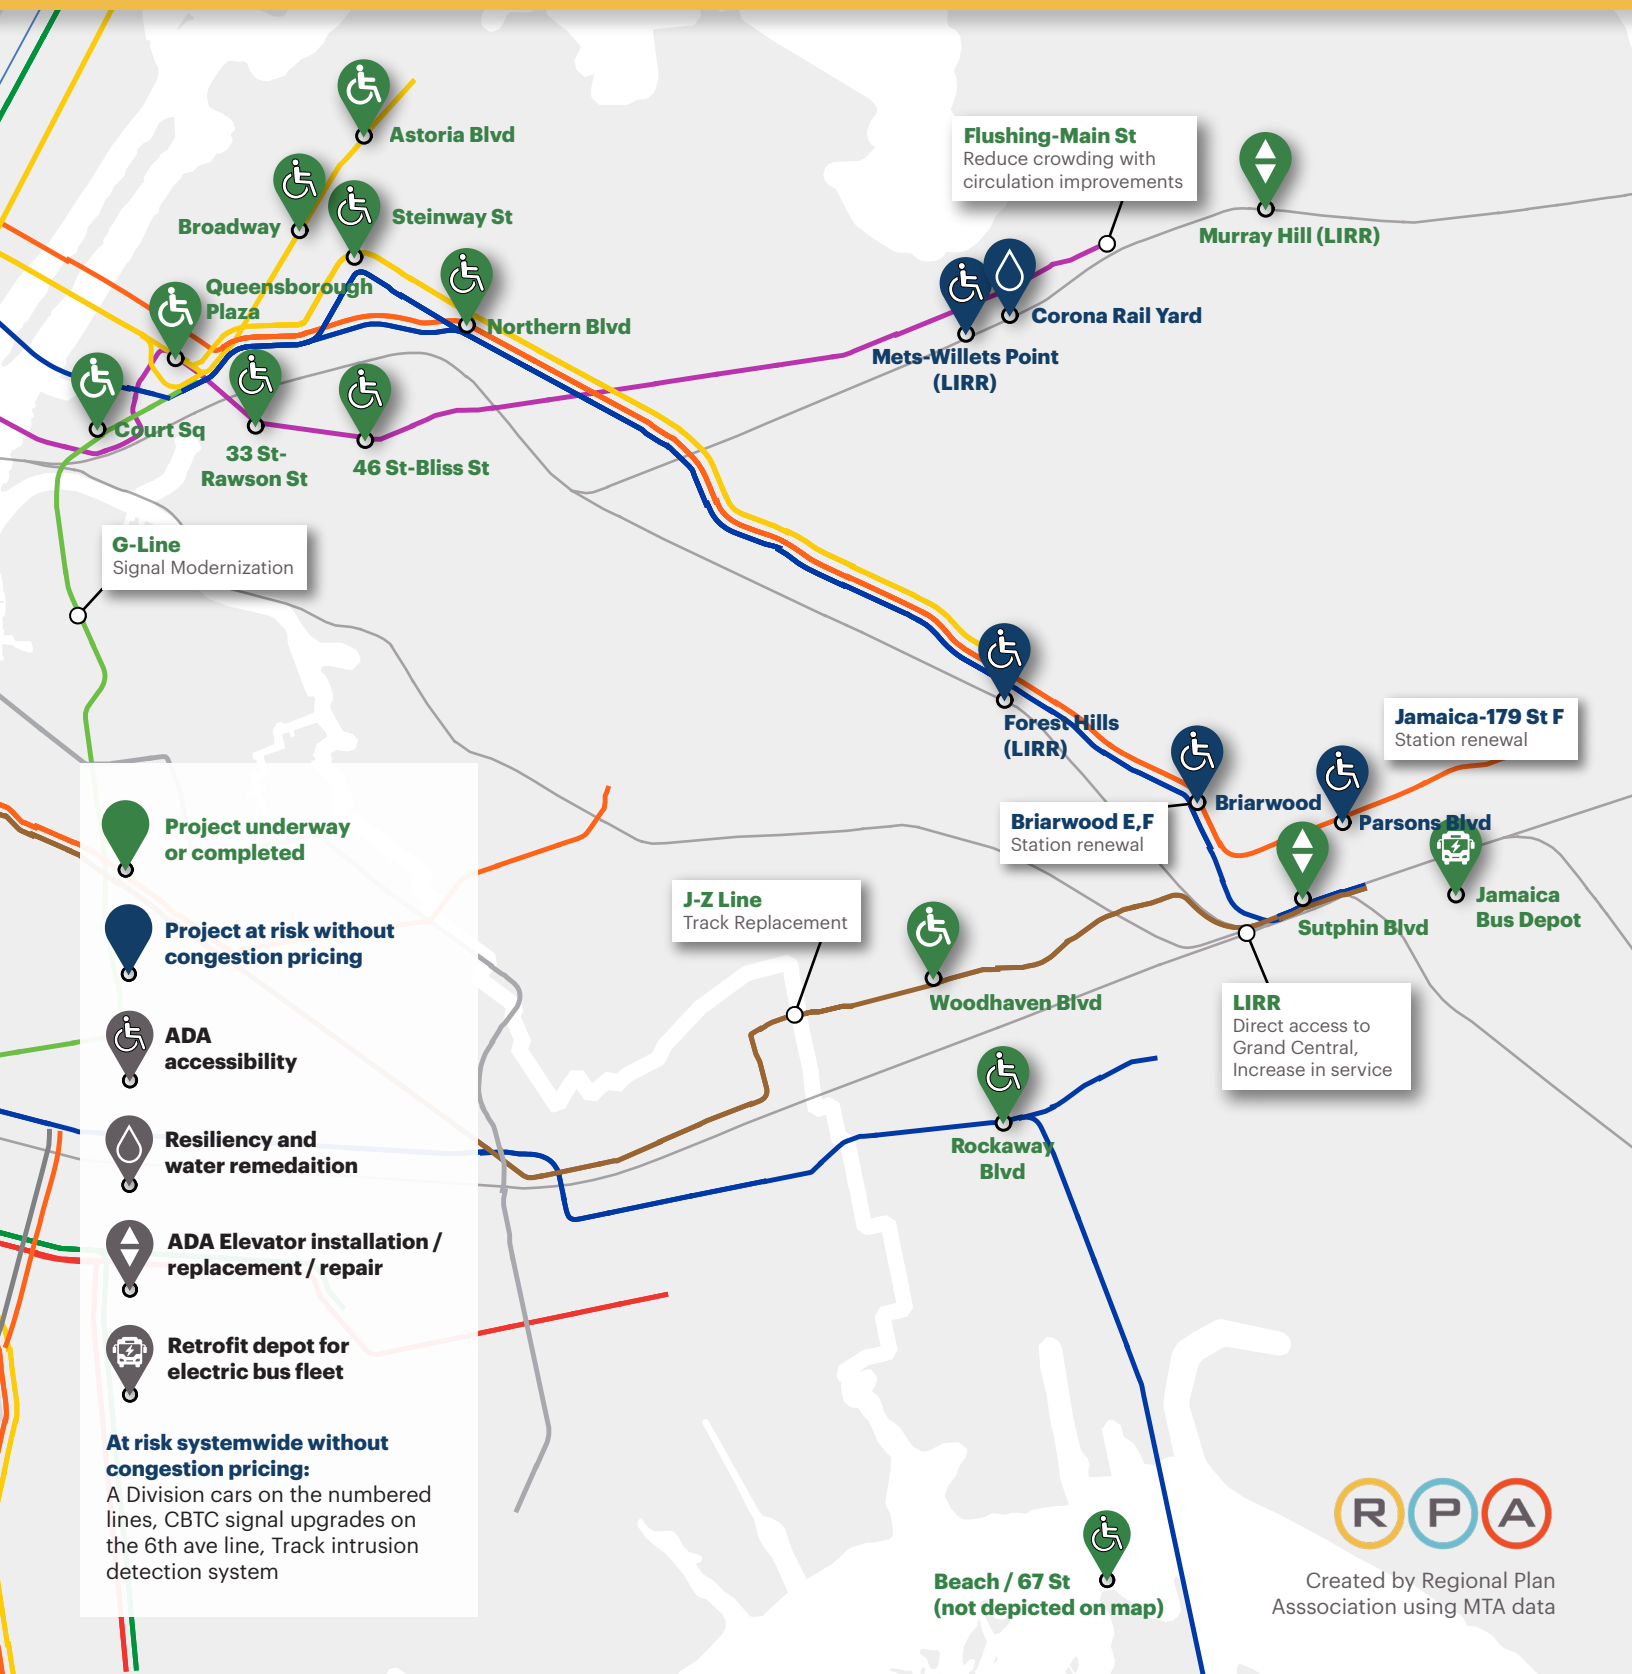 Astoria Blvd
Broadway
Steinway St
Queensborough
Plaza
Northern Blvd
Court Sq
33 St-
Rawson St
46 St-Bliss St
Flushing-Main St
Reduce crowding with
circulation improvements
Murray Hill (LIRR)
Corona Rail Yard
Mets-Willets Point
(LIRR)
G-Line
Signal Modernization
Forest Hills
(LIRR)
Jamaica-179 St F
Station renewal
Briarwood
Briarwood E,F
Station renewal
Parsons Blvd
Jamaica
Bus Depot
Sutphin Blvd
J-Z Line
Track Replacement
Woodhaven Blvd
LIRR
Direct access to
Grand Central,
Increase in service
Rockaway
Blvd
Beach / 67 St
(not depicted on map)
Project underway
or completed
Project at risk without
congestion pricing
ADA
accessibility
Resiliency and
water remedaition
ADA Elevator installation /
replacement / repair
Retrofit depot for
electric bus fleet
At risk systemwide without
congestion pricing:
A Division cars on the numbered
lines, CBTC signal upgrades on
the 6th ave line, Track intrusion
detection system
R P A
Created by Regional Plan
Asssociation using MTA data